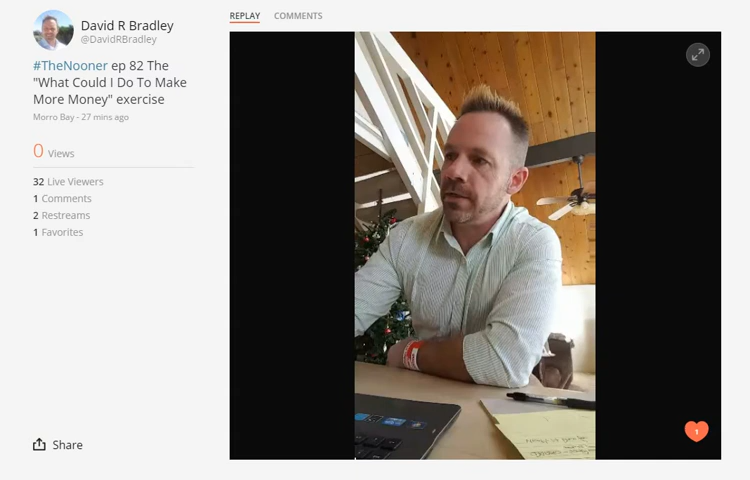 David R Bradley
@DavidRBradley
#TheNooner ep 82 The
"What Could I Do To Make
More Money" exercise
Morro Bay - 27 mins ago
0 Views
32 Live Viewers
1 Comments
2 Restreams
1 Favorites
Share
REPLAY COMMENTS
1